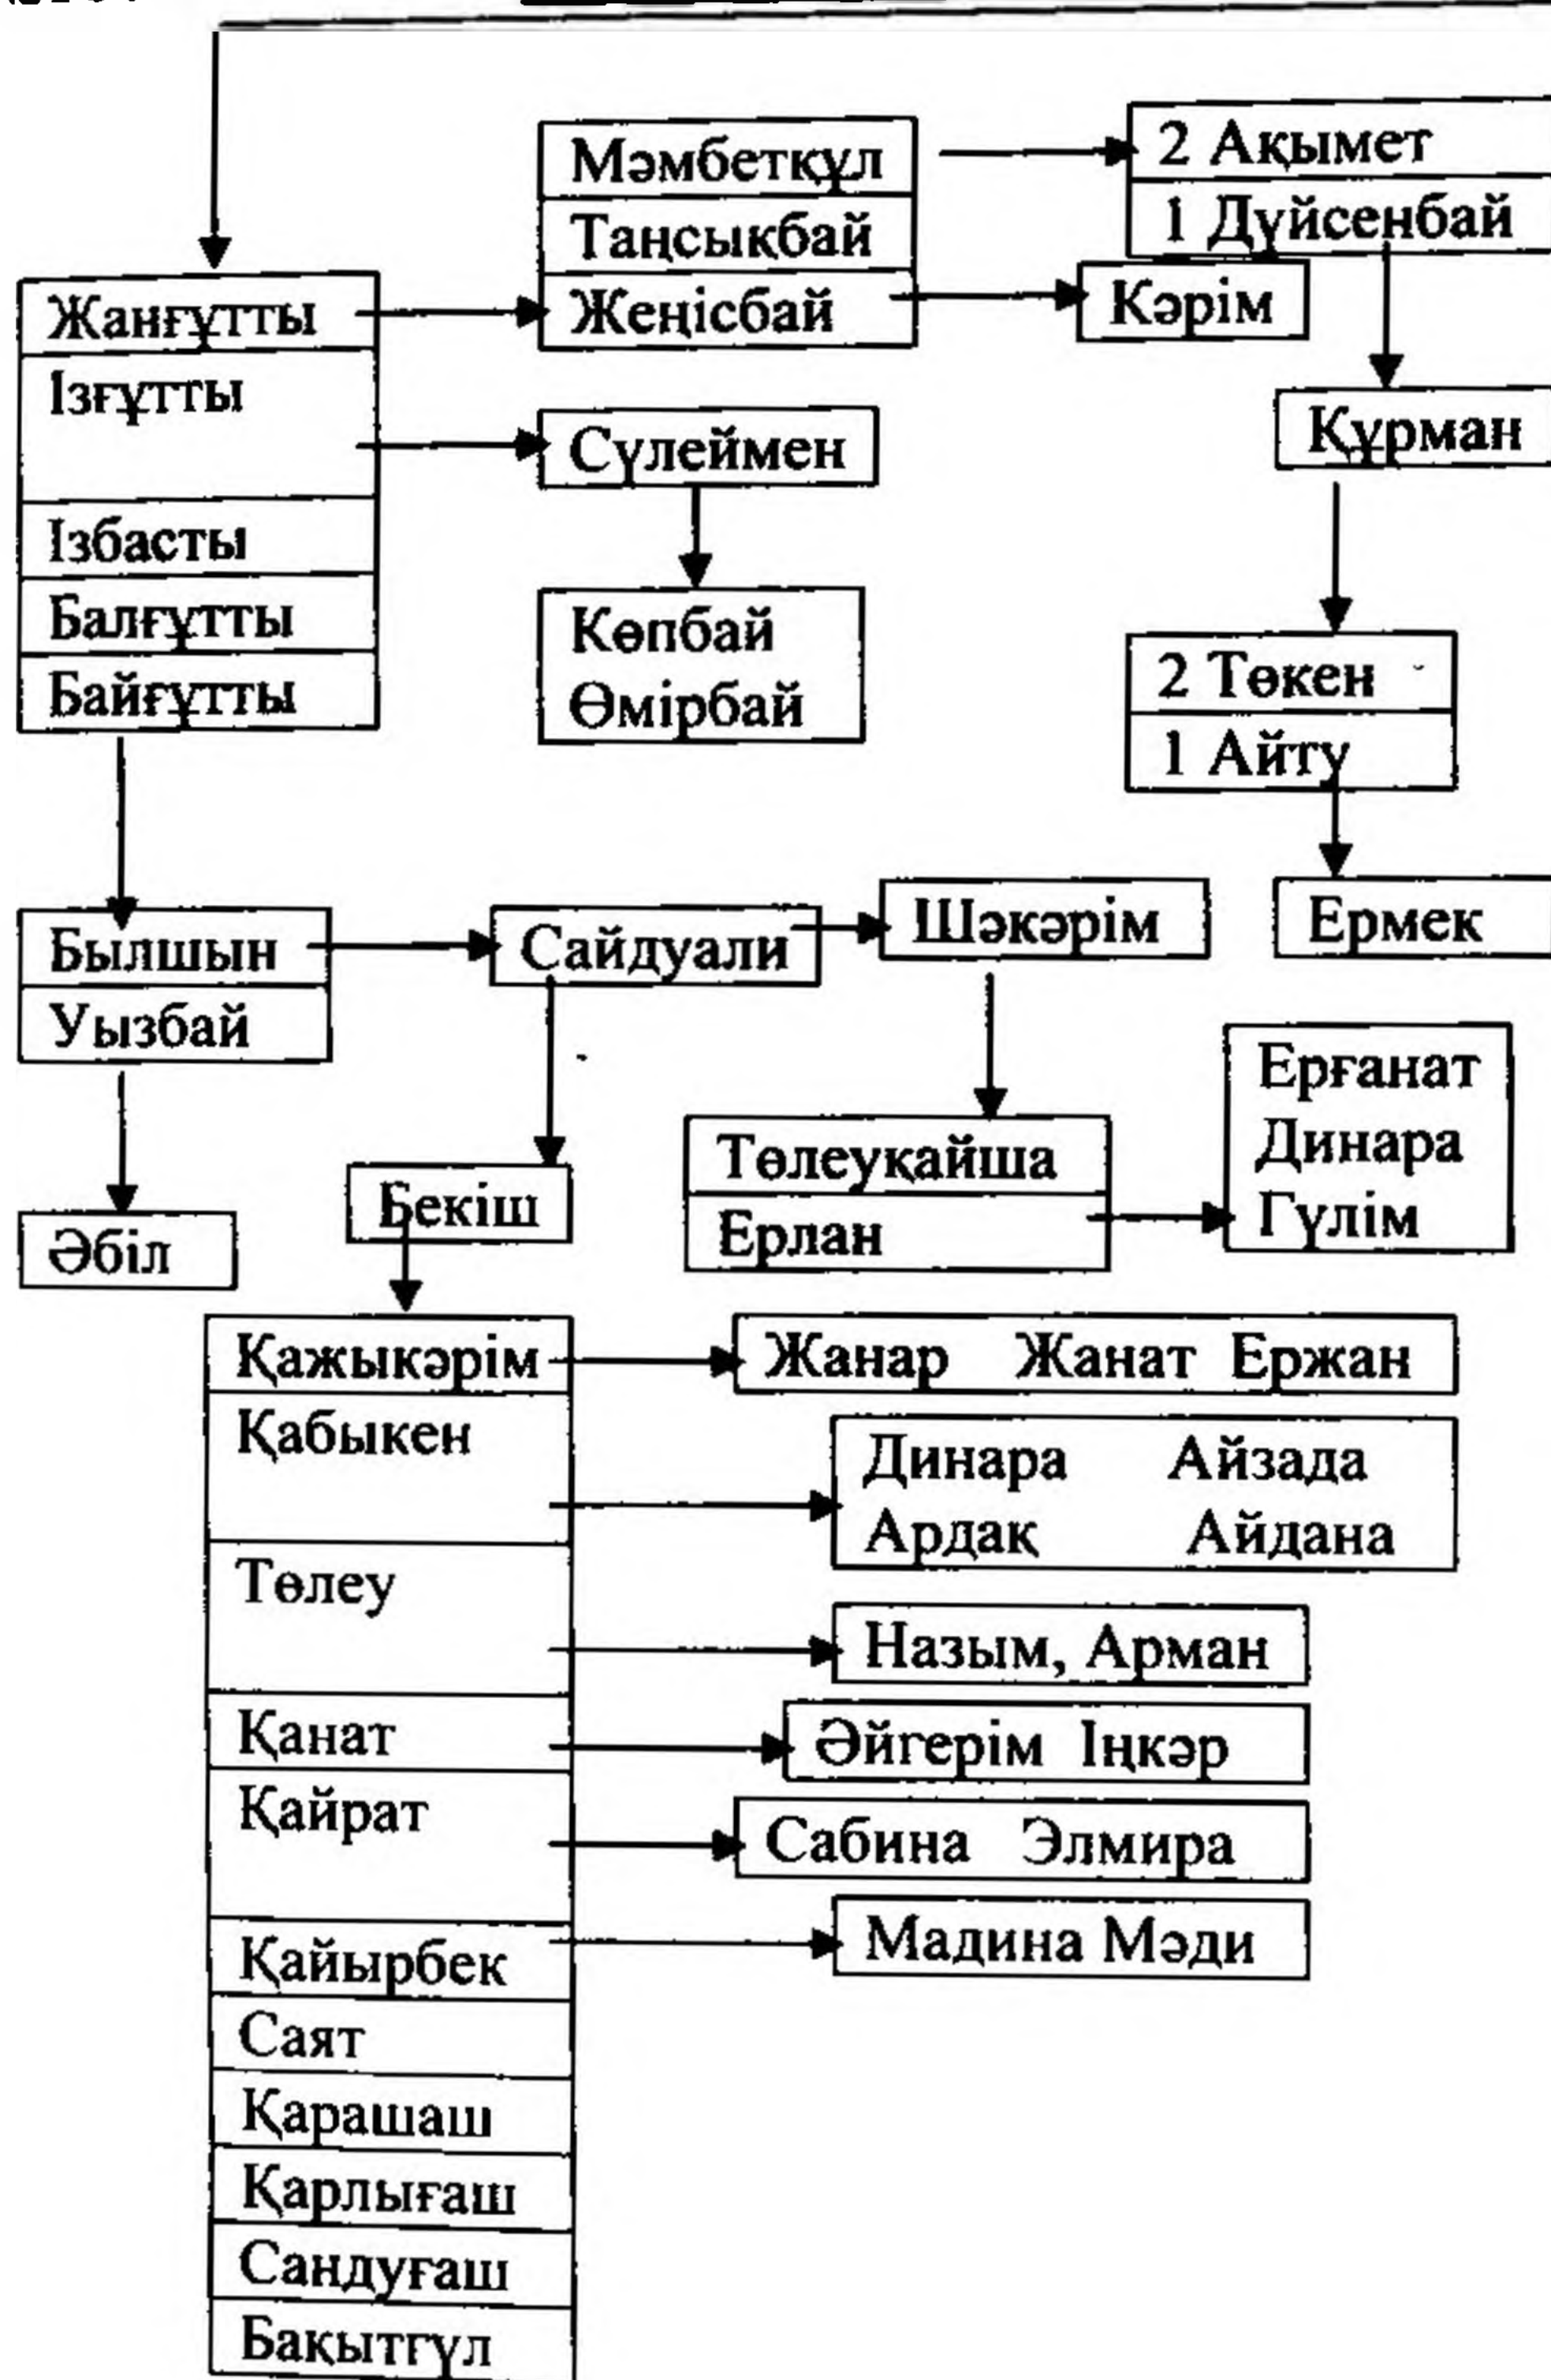 Мәмбетқұл
Таңсықбай
Жеңісбай
2 Ақымет
1 Дүйсенбай
Кәрім
Құрман
Жанғұтты
Ізғұтты
Ізбасты
Балғұтты
Байғұтты
Сүлеймен
Көпбай
Өмірбай
2 Төкен
1 Айту
Ермек
Былшын
Уызбай
Сайдуали
Шәкәрім
Әбіл
Бекіш
Төлеуқайша
Ерлан
Ерғанат
Динара
Гүлім
Қажыкәрім
Жанар Жанат Ержан
Қабыкен
Динара Айзада
Ардақ Айдана
Төлеу
Назым, Арман
Қанат
Әйгерім Іңкәр
Қайрат
Сабина Элмира
Қайырбек
Мадина Мәди
Саят
Қарашаш
Қарлығаш
Сандуғаш
Бақытгүл